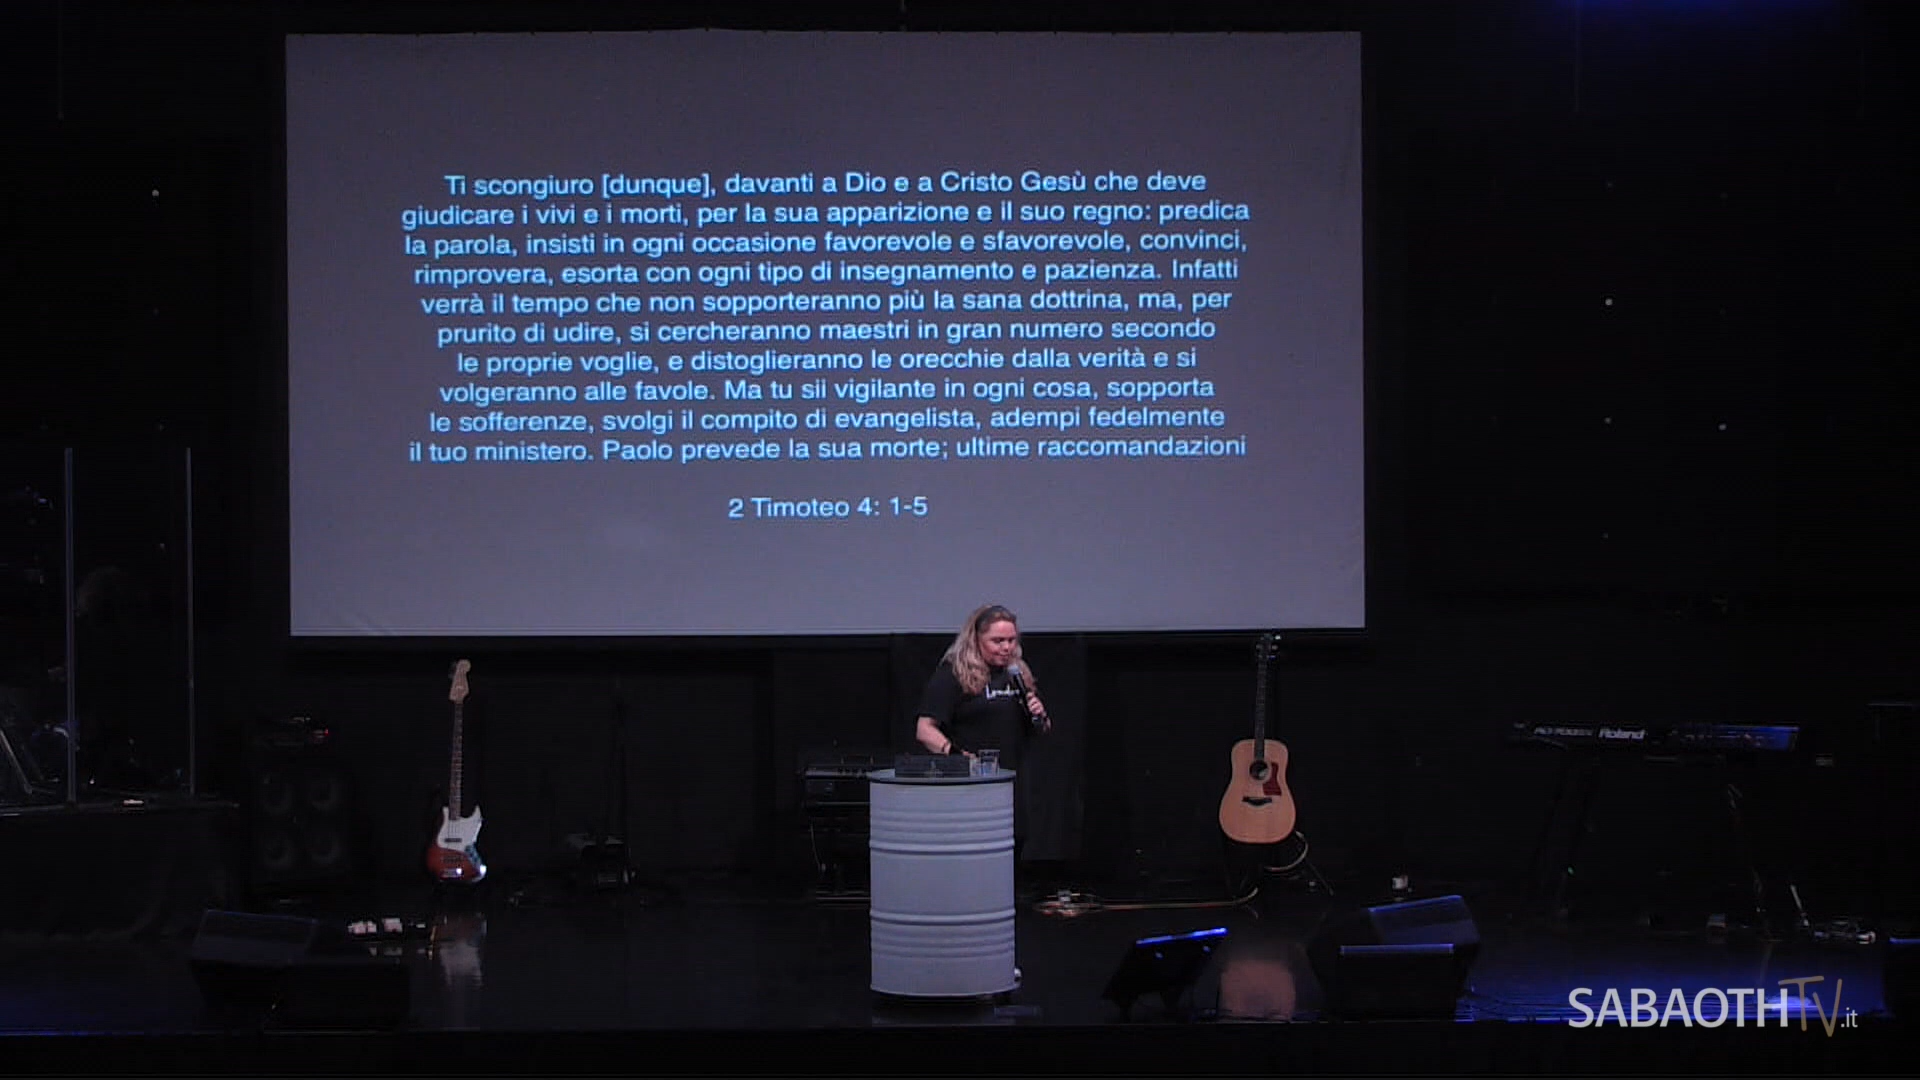 Ti scongiuro [dunque], davanti a Dio e a Cristo Gesù che deve
giudicare i vivi e i morti, per la sua apparizione e il suo regno: predica
la parola, insisti in ogni occasione favorevole e sfavorevole, convinci,
rimprovera, esorta con ogni tipo di insegnamento e pazienza. Infatti
verrà il tempo che non sopporteranno più la sana dottrina, ma, per
prurito di udire, si cercheranno maestri in gran numero secondo
le proprie voglie, e distoglieranno le orecchie dalla verità e si
volgeranno alle favole. Ma tu sii vigilante in ogni cosa, sopporta
le sofferenze, svolgi il compito di evangelista, adempi fedelmente
il tuo ministero. Paolo prevede la sua morte; ultime raccomandazioni
2 Timoteo 4: 1-5
Roland
SABAOTHTV.it